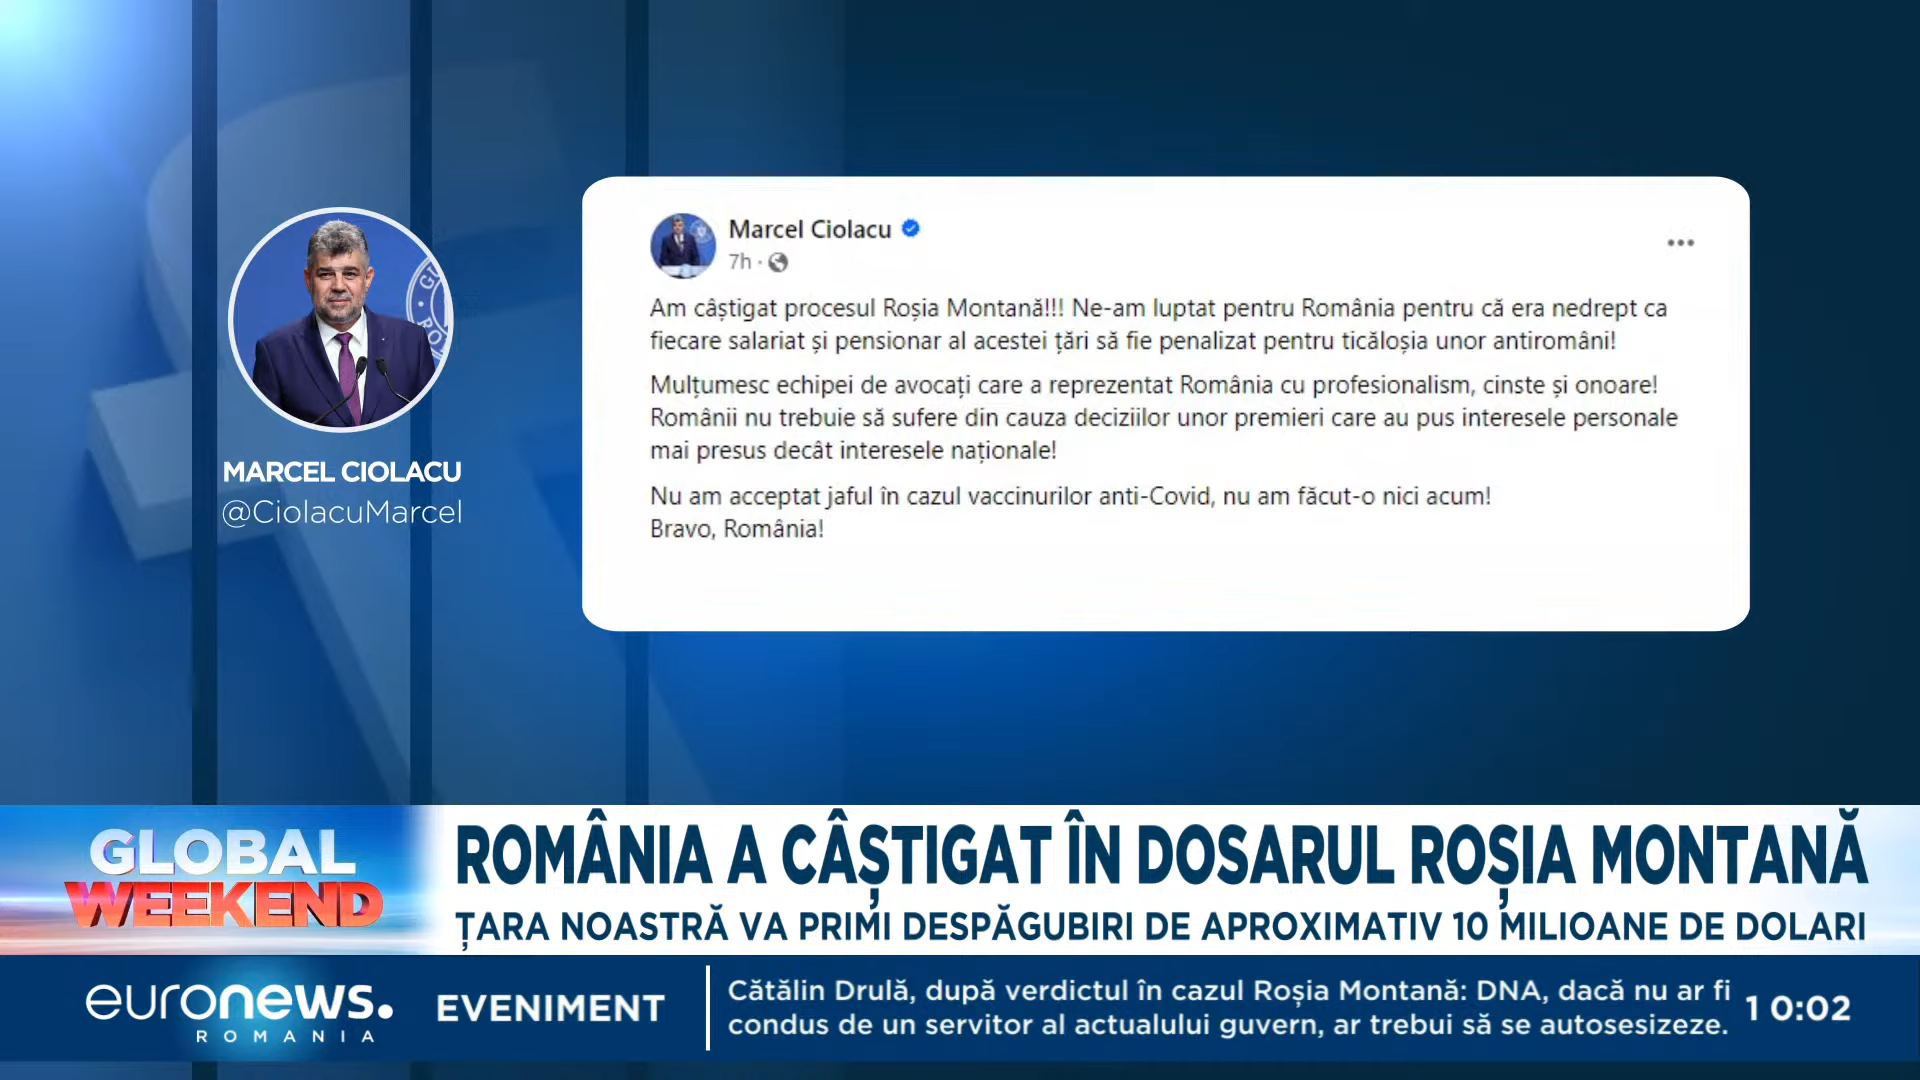 MARCEL CIOLACU
@CiolacuMarcel
Marcel Ciolacu
7h ·
Am câștigat procesul Roșia Montană!!! Ne-am luptat pentru România pentru că era nedrept ca
fiecare salariat și pensionar al acestei țări să fie penalizat pentru ticăloșia unor antiromâni!
Mulțumesc echipei de avocați care a reprezentat România cu profesionalism, cinste și onoare!
Românii nu trebuie să sufere din cauza deciziilor unor premieri care au pus interesele personale
mai presus decât interesele naționale!
Nu am acceptat jaful în cazul vaccinurilor anti-Covid, nu am făcut-o nici acum!
Bravo, România!
GLOBAL
WEEKEND
ROMÂNIA A CÂȘTIGAT ÎN DOSARUL ROȘIA MONTANĂ
ȚARA NOASTRĂ VA PRIMI DESPĂGUBIRI DE APROXIMATIV 10 MILIOANE DE DOLARI
euronews.
ROMANIA
EVENIMENT
Cătălin Drulă, după verdictul în cazul Roșia Montană: DNA, dacă nu ar fi
condus de un servitor al actualului guvern, ar trebui să se autosesizeze.
10:02